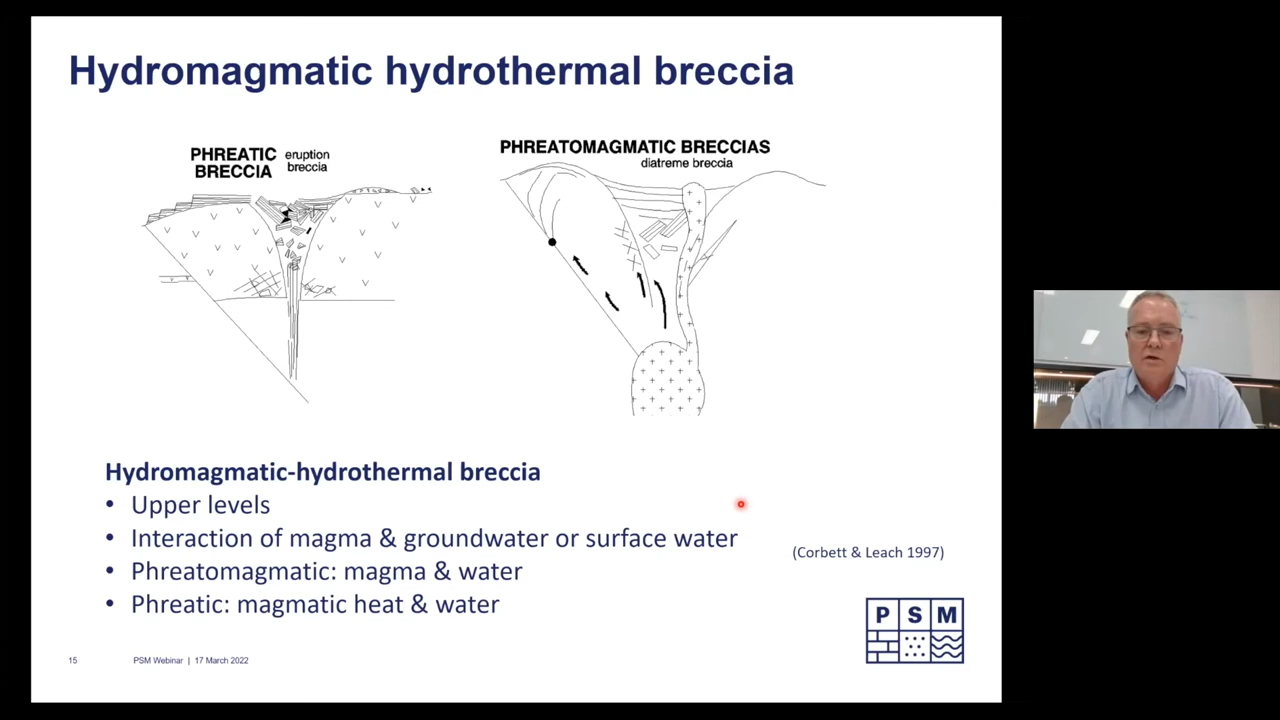 Hydromagmatic hydrothermal breccia
PHREATIC
BRECCIA
eruption
breccia
PHREATOMAGMATIC BRECCIAS
diatreme breccia
Hydromagmatic-hydrothermal breccia
• Upper levels
• Interaction of magma & groundwater or surface water
• Phreatomagmatic: magma & water
• Phreatic: magmatic heat & water
(Corbett & Leach 1997)
P S M
15
PSM Webinar | 17 March 2022